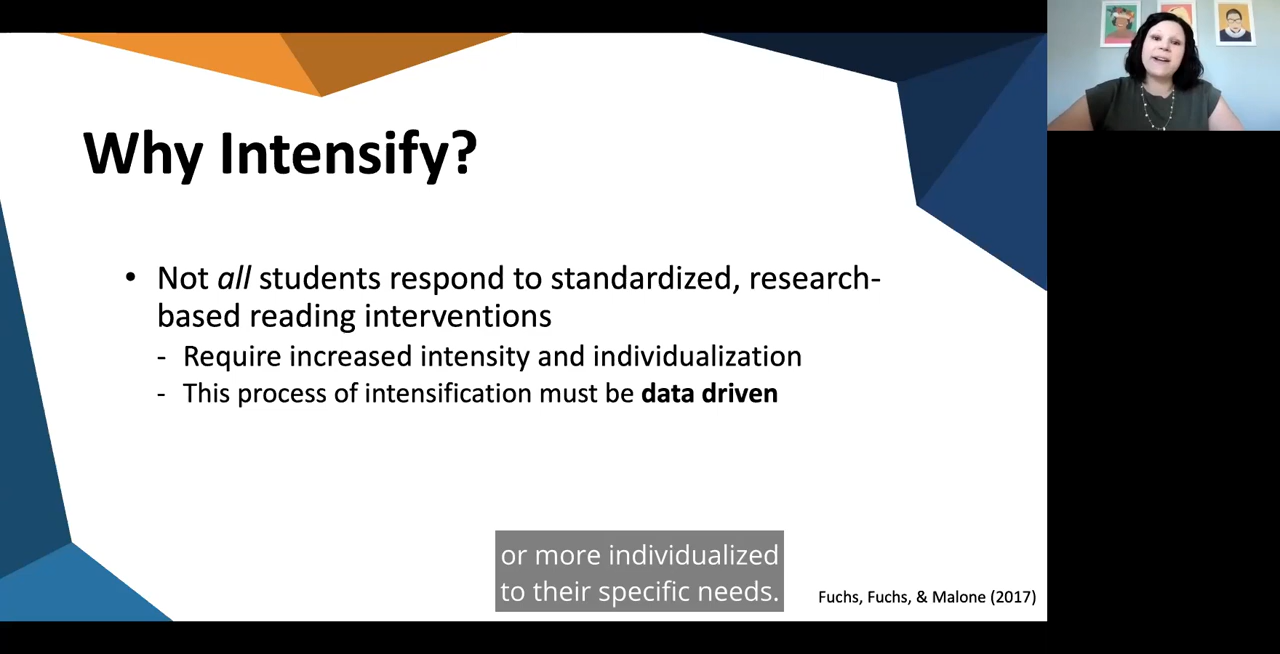 Why Intensify?
• Not all students respond to standardized, research-
based reading interventions
- Require increased intensity and individualization
- This process of intensification must be data driven
or more individualized
to their specific needs.
Fuchs, Fuchs, & Malone (2017)